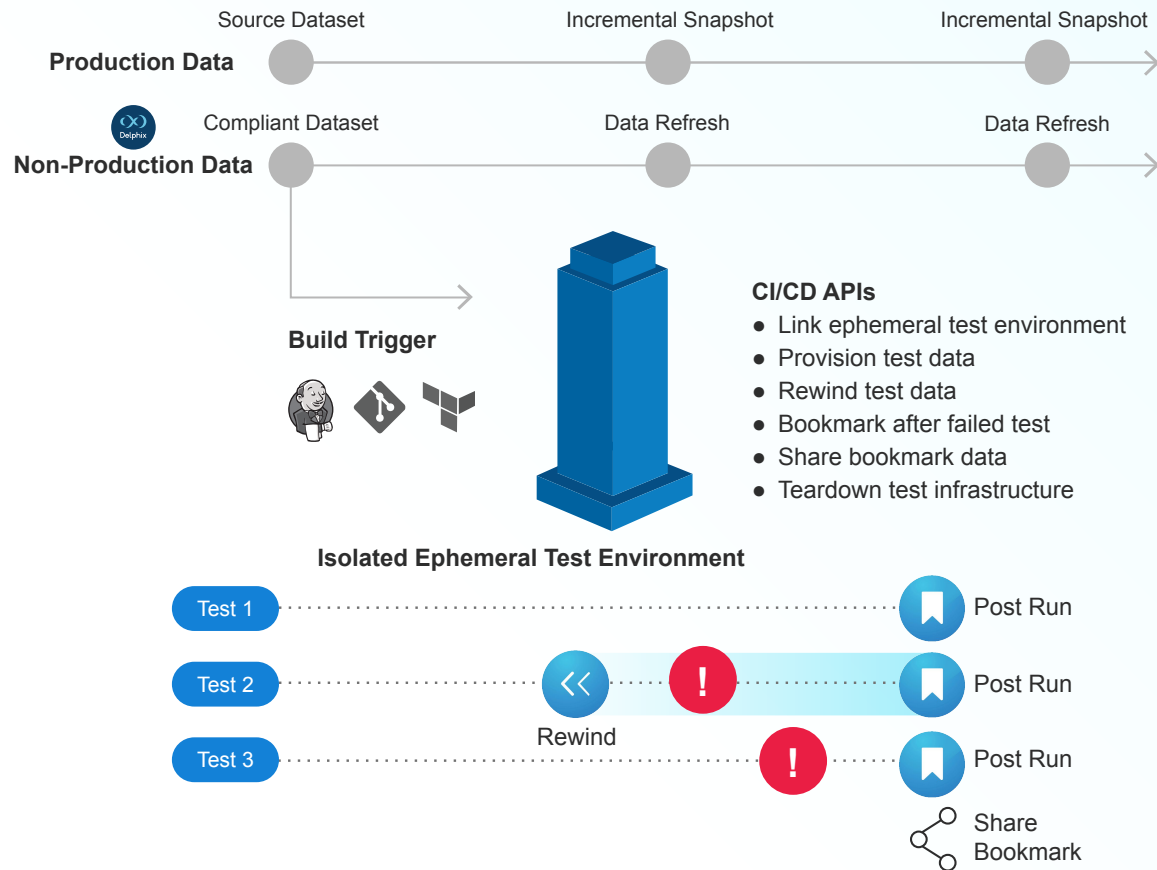 Source Dataset
Incremental Snapshot
Incremental Snapshot
Production Data
Delphix
Compliant Dataset
Data Refresh
Data Refresh
Non-Production Data
Build Trigger
CI/CD APIs
● Link ephemeral test environment
● Provision test data
● Rewind test data
● Bookmark after failed test
● Share bookmark data
● Teardown test infrastructure
Isolated Ephemeral Test Environment
Test 1
Post Run
Test 2
!
Post Run
Rewind
Test 3
!
Post Run
Share
Bookmark